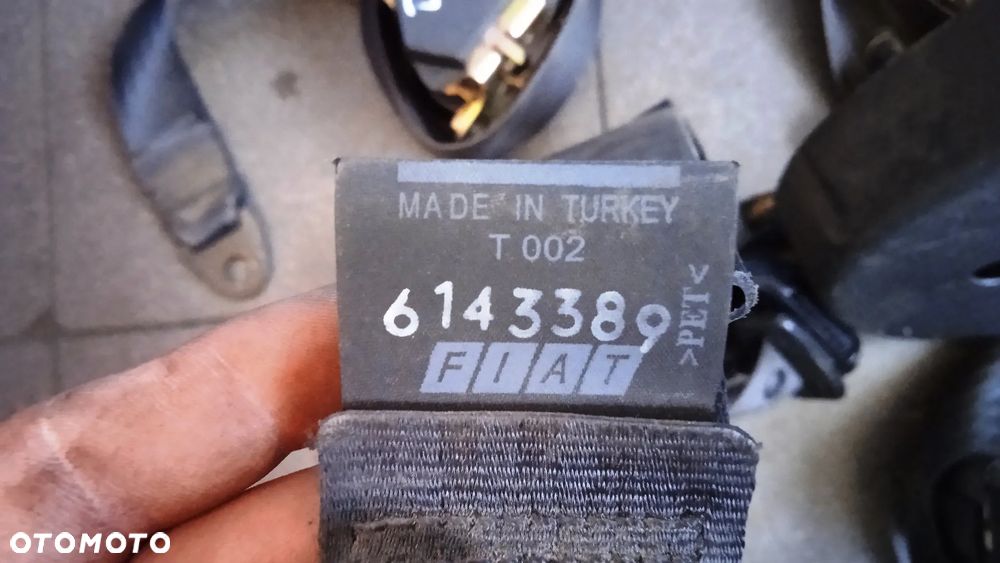 MADE IN TURKEY
T 002
6143389
>PET<
FIAT
OTOMOTO